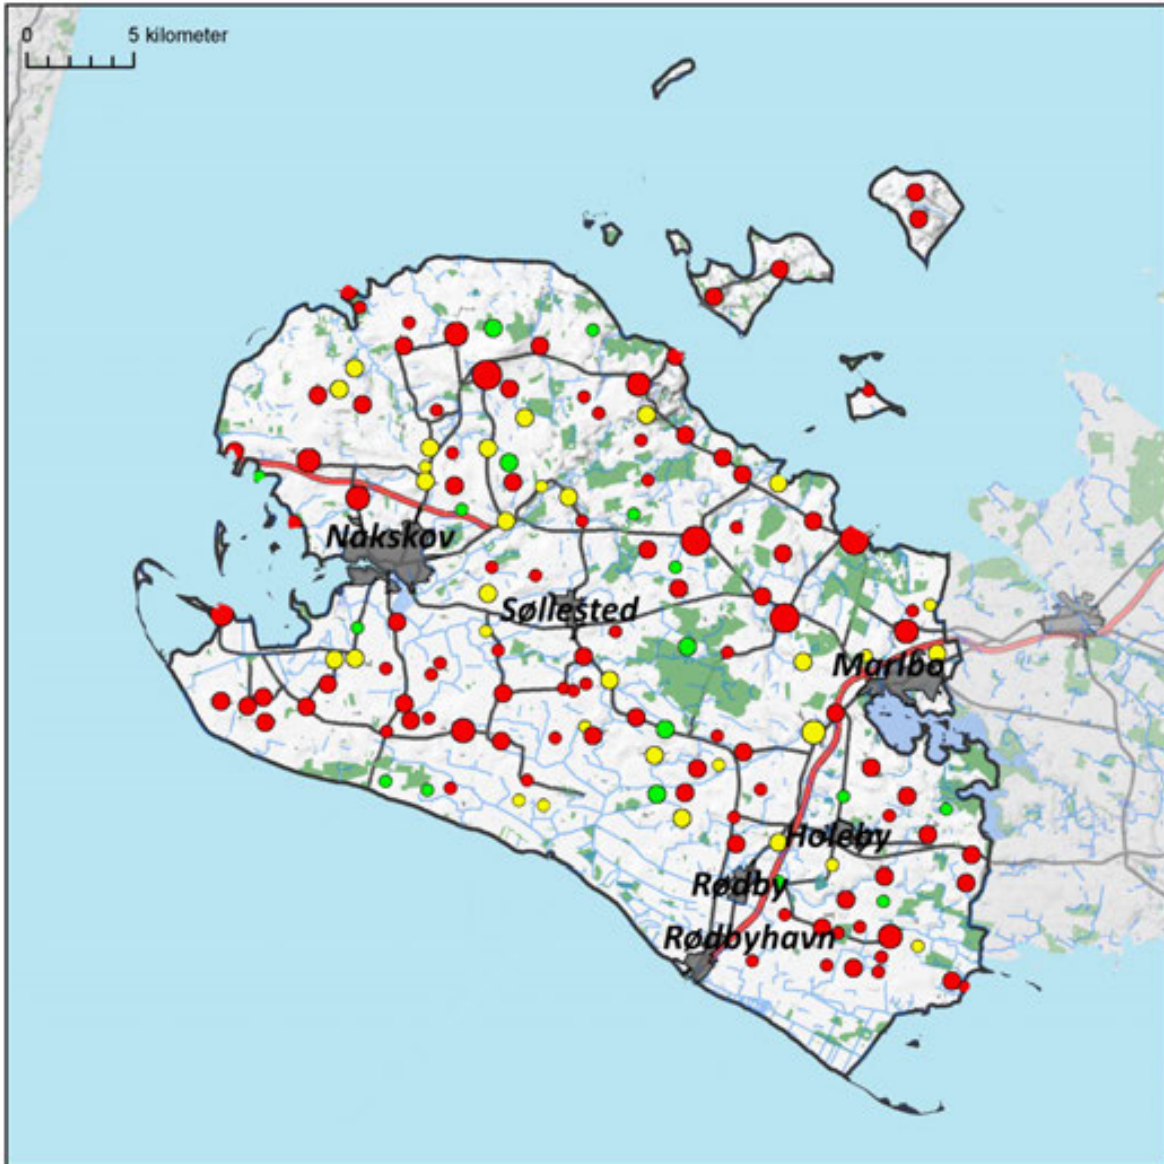 0 5 kilometer
Nakskov
Søllested
Maribo
Holeby
Rødby
Rødbyhavn